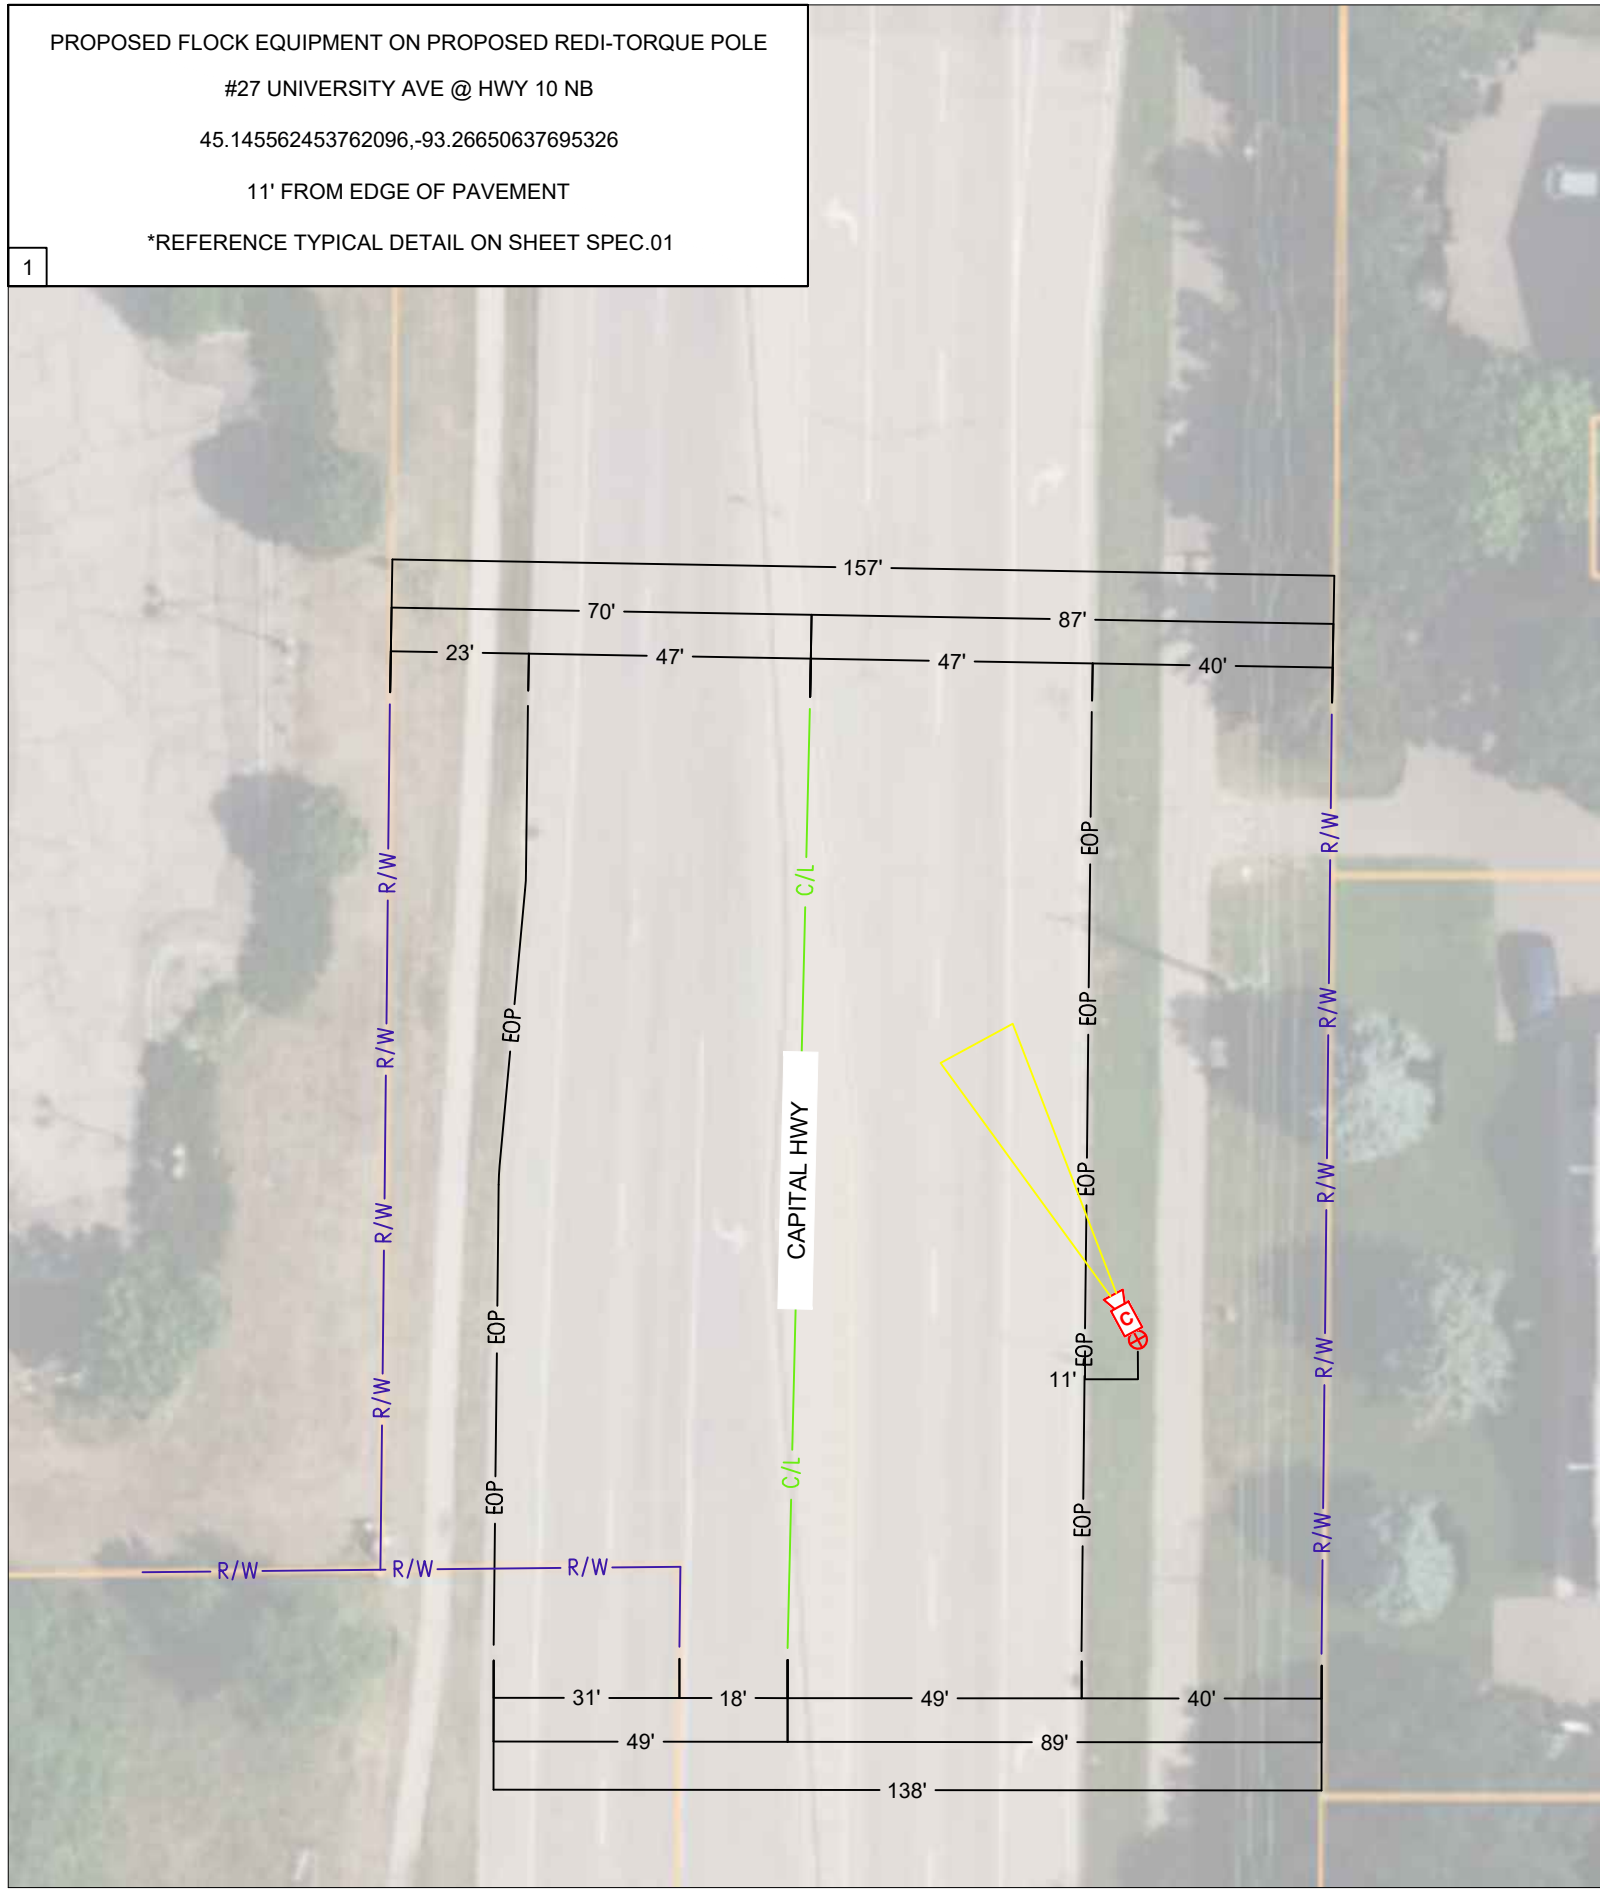 PROPOSED FLOCK EQUIPMENT ON PROPOSED REDI-TORQUE POLE
#27 UNIVERSITY AVE @ HWY 10 NB
45.145562453762096,-93.26650637695326
11' FROM EDGE OF PAVEMENT
*REFERENCE TYPICAL DETAIL ON SHEET SPEC.01
1
157'
70'
87'
23'
47'
47'
40'
R/W
C/L
EOP
R/W
R/W
EOP
EOP
R/W
R/W
CAPITAL HWY
EOP
R/W
EOP
C
11'
EOP
R/W
R/W
C/L
EOP
EOP
R/W
R/W
R/W
R/W
31'
18'
49'
40'
49'
89'
138'